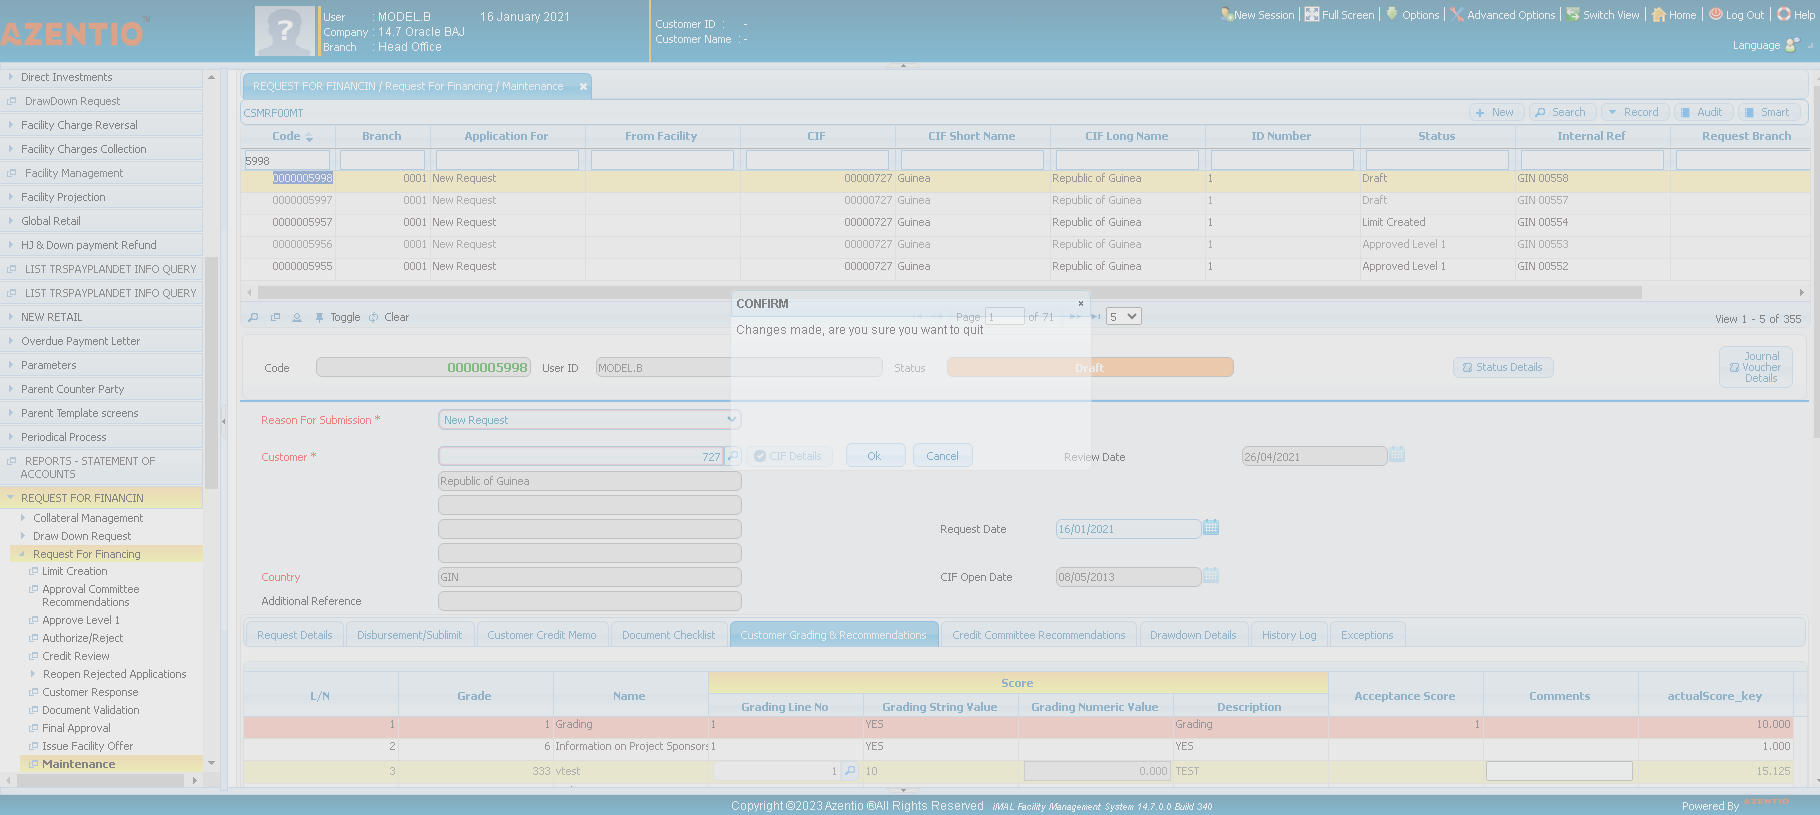 AZENTIO™
User : MODEL.B 16 January 2021
Company : 14.7 Oracle BAJ
Branch : Head Office
Customer ID : -
Customer Name : -
New Session Full Screen Options Advanced Options Switch View Home Log Out Help
Language
Direct Investments
DrawDown Request
Facility Charge Reversal
Facility Charges Collection
Facility Management
Facility Projection
Global Retail
HJ & Down payment Refund
LIST TRSPAYPLANDET INFO QUERY
LIST TRSPAYPLANDET INFO QUERY
NEW RETAIL
Overdue Payment Letter
Parameters
Parent Counter Party
Parent Template screens
Periodical Process
REPORTS - STATEMENT OF
ACCOUNTS
REQUEST FOR FINANCIN
Collateral Management
Draw Down Request
Request For Financing
Limit Creation
Approval Committee
Recommendations
Approve Level 1
Authorize/Reject
Credit Review
Reopen Rejected Applications
Customer Response
Document Validation
Final Approval
Issue Facility Offer
Maintenance
REQUEST FOR FINANCIN / Request For Financing / Maintenance
CSMRF00MT
New Search Record Audit Smart
Code Branch Application For From Facility CIF CIF Short Name CIF Long Name ID Number Status Internal Ref Request Branch
5998
0000005998 0001 New Request 00000727 Guinea Republic of Guinea 1 Draft GIN 00558
0000005997 0001 New Request 00000727 Guinea Republic of Guinea 1 Draft GIN 00557
0000005957 0001 New Request 00000727 Guinea Republic of Guinea 1 Limit Created GIN 00554
0000005956 0001 New Request 00000727 Guinea Republic of Guinea 1 Approved Level 1 GIN 00553
0000005955 0001 New Request 00000727 Guinea Republic of Guinea 1 Approved Level 1 GIN 00552
Toggle Clear Page 1 of 71 5 View 1 - 5 of 355
CONFIRM
Changes made, are you sure you want to quit
Ok Cancel
Code 0000005998 User ID MODEL.B Status Draft Status Details
Journal
Voucher
Details
Reason For Submission * New Request
Customer * 727 CIF Details Review Date 26/04/2021
Republic of Guinea
Request Date 16/01/2021
Country GIN CIF Open Date 08/05/2013
Additional Reference
Request Details Disbursement/Sublimit Customer Credit Memo Document Checklist Customer Grading & Recommendations Credit Committee Recommendations Drawdown Details History Log Exceptions
L/N Grade Name Score Acceptance Score Comments actualScore_key
Grading Line No Grading String Value Grading Numeric Value Description
1 1 Grading 1 YES Grading 1 10.000
2 6 Information on Project Sponsors 1 YES YES 1.000
3 333 vtest 1 10 0.000 TEST 15.125
Copyright ©2023 Azentio ®All Rights Reserved iMAL Facility Management System 14.7.0.0 Build 340
Powered By AZENTIO